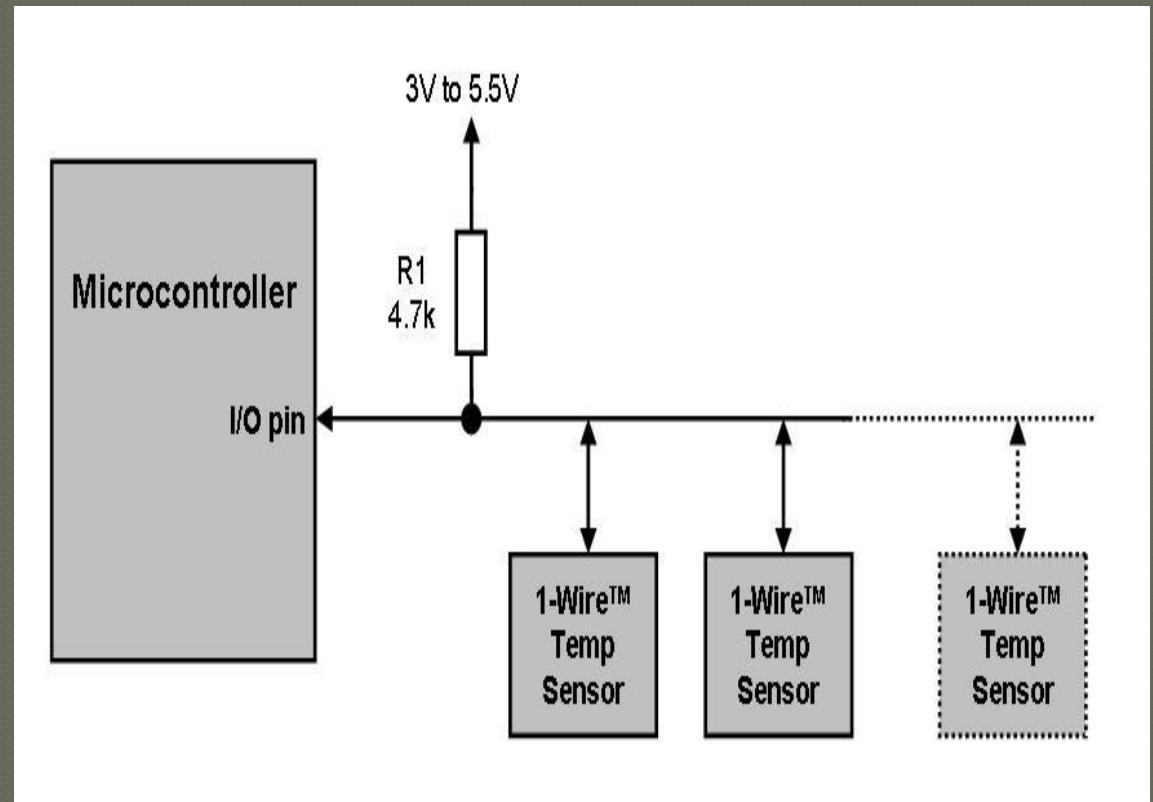 3V to 5.5V
R1
4.7k
Microcontroller
I/O pin
1-Wire™
Temp
Sensor
1-Wire™
Temp
Sensor
1-Wire™
Temp
Sensor